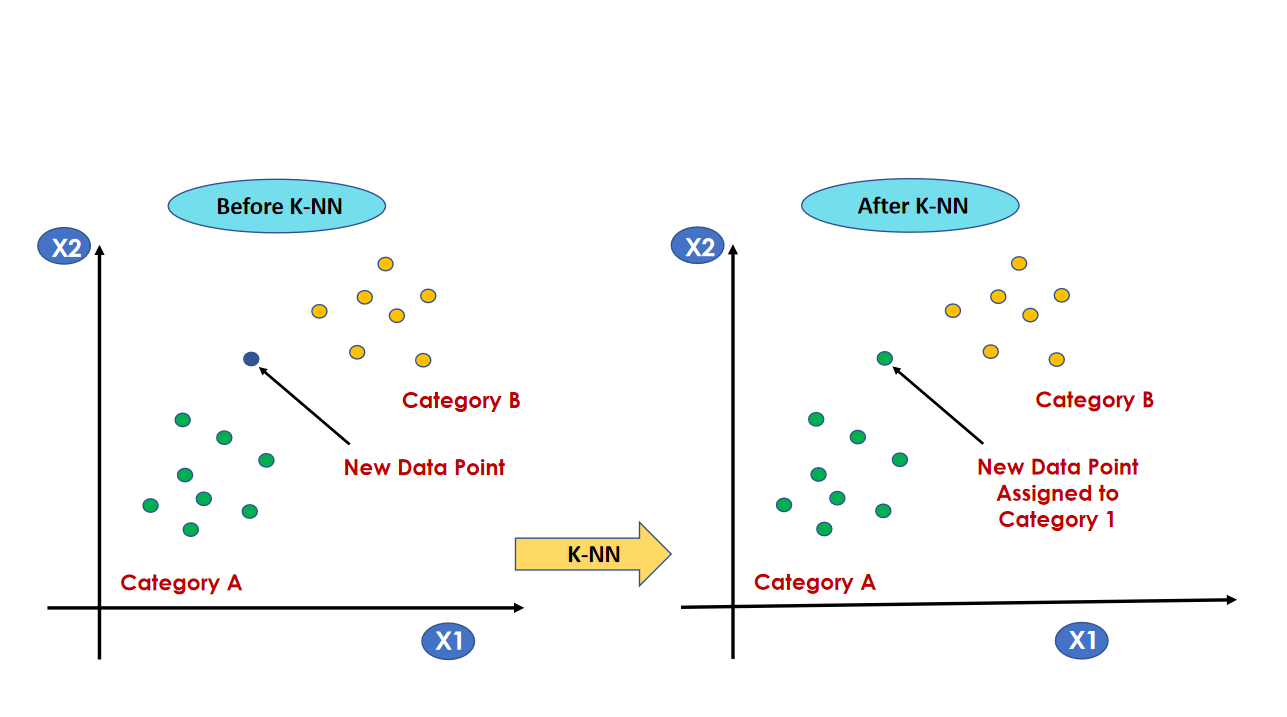 Before K-NN
X2
Category B
New Data Point
Category A
X1
K-NN
After K-NN
X2
Category B
New Data Point
Assigned to
Category 1
Category A
X1